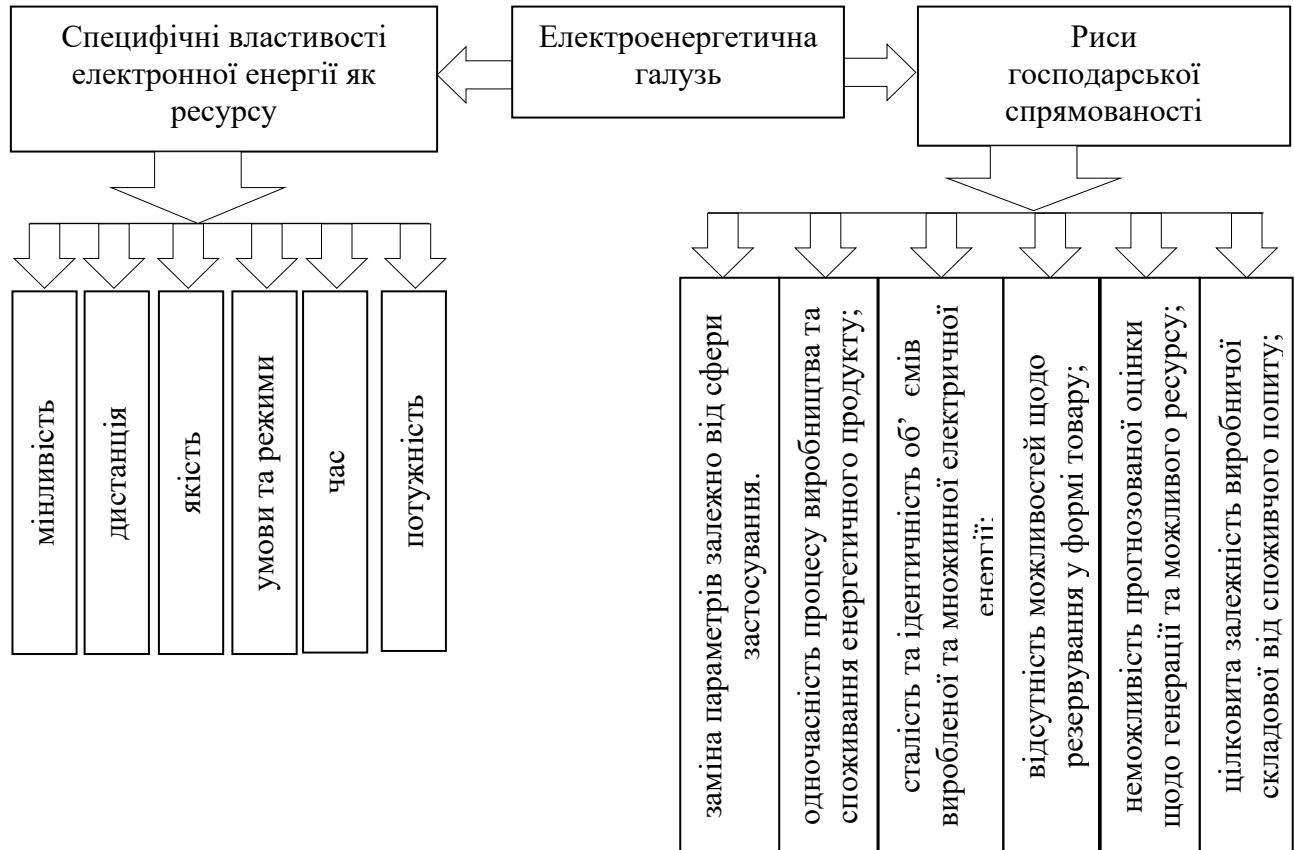 Специфічні властивості
електронної енергії як
ресурсу
Електроенергетична
галузь
Риси
господарської
спрямованості
мінливість
дистанція
якість
умови та режими
час
потужність
заміна параметрів залежно від сфери
застосування.
одночасність процесу виробництва та
споживання енергетичного продукту;
сталість та ідентичність об’ ємів
виробленої та множинної електричної
енергії;
відсутність можливостей щодо
резервування у формі товару;
неможливість прогнозованої оцінки
щодо генерації та можливого ресурсу;
цілковита залежність виробничої
складової від споживчого попиту;